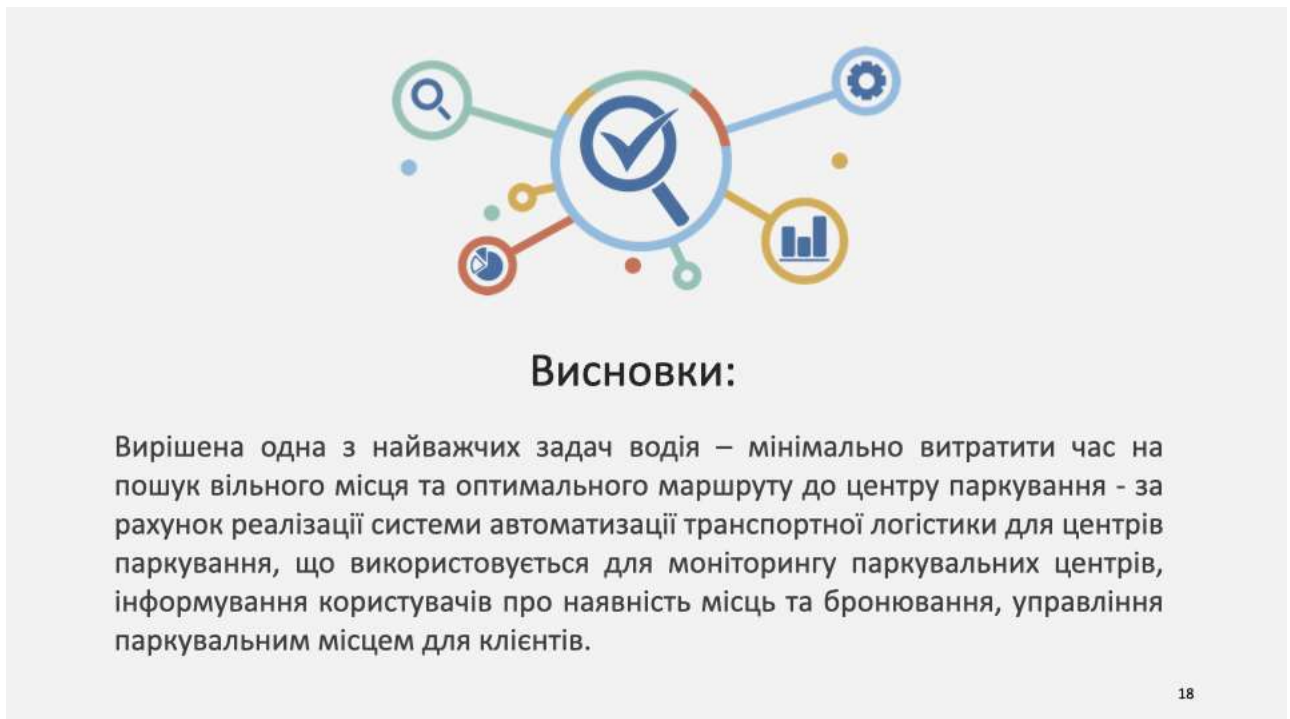 Висновки:
Вирішена одна з найважчих задач водія – мінімально витратити час на
пошук вільного місця та оптимального маршруту до центру паркування - за
рахунок реалізації системи автоматизації транспортної логістики для центрів
паркування, що використовується для моніторингу паркувальних центрів,
інформування користувачів про наявність місць та бронювання, управління
паркувальним місцем для клієнтів.
18